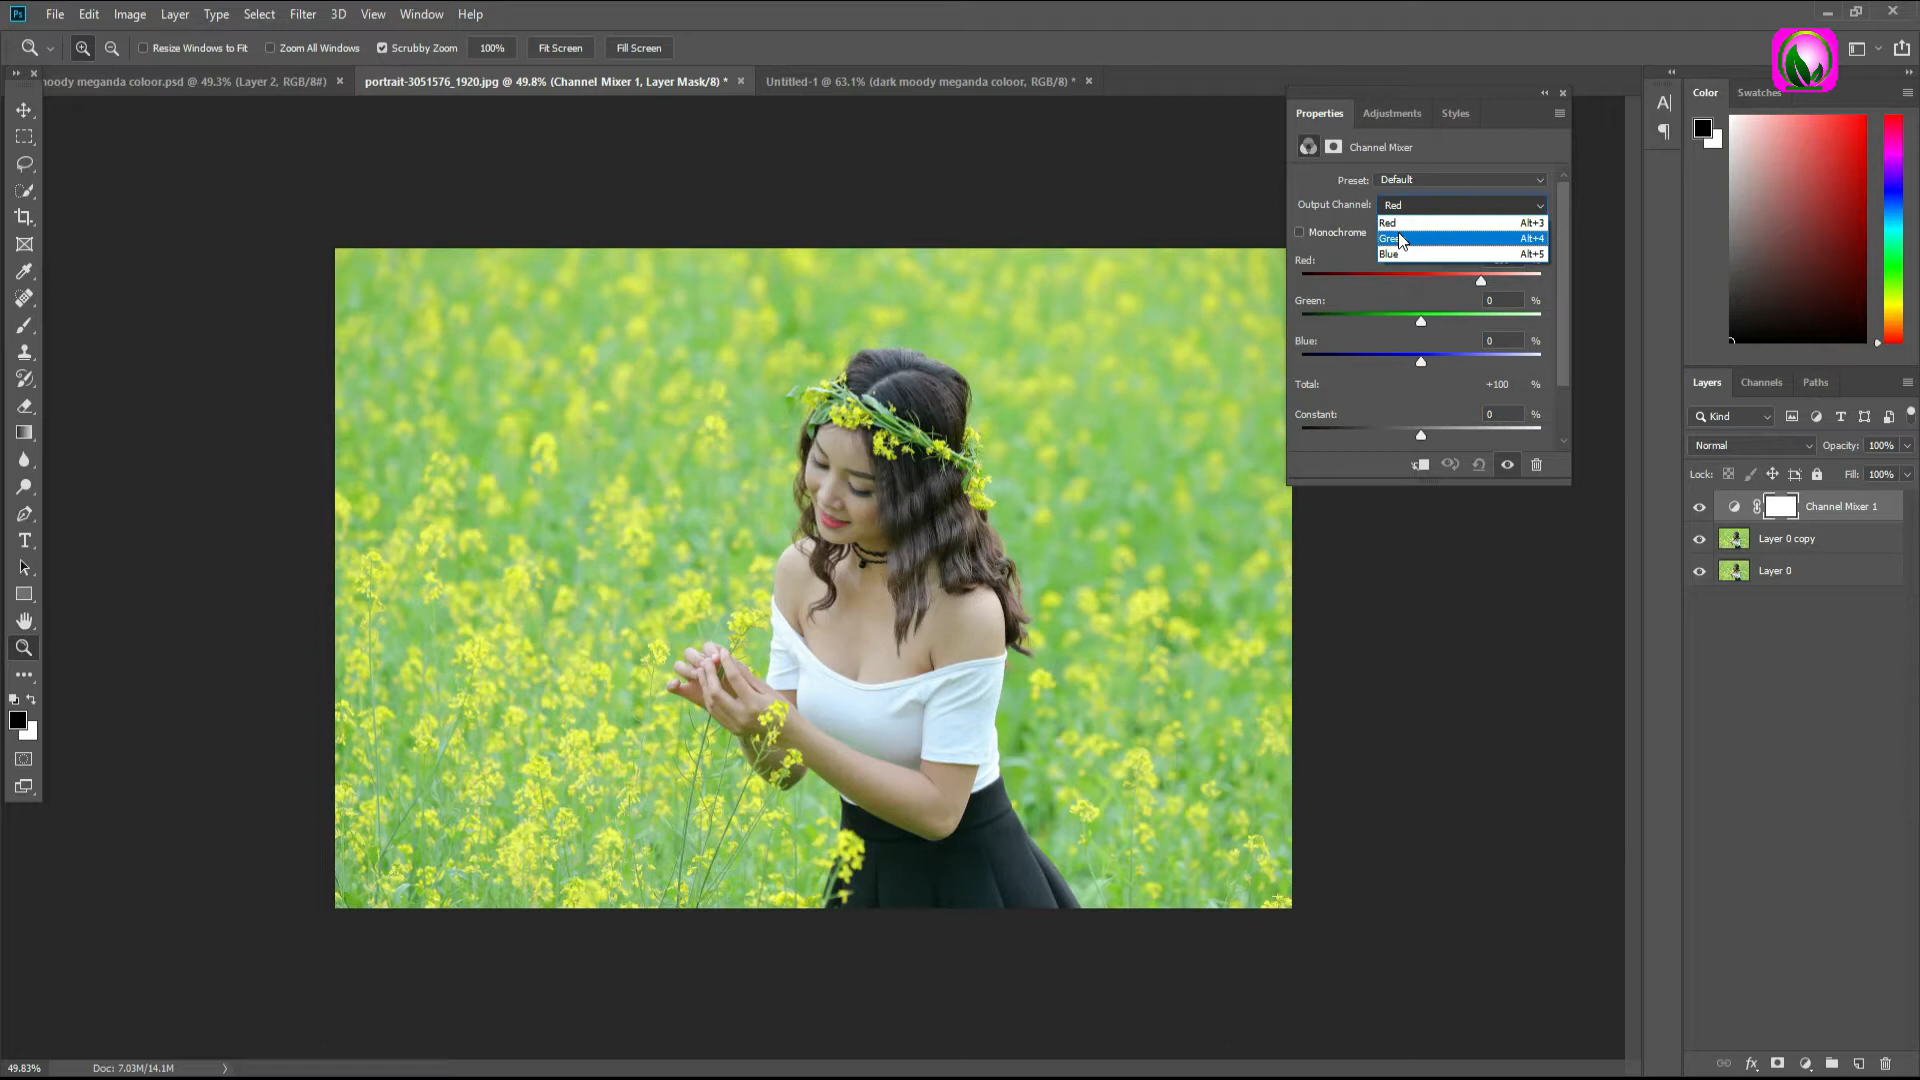 File Edit Image Layer Type Select Filter 3D View Window Help
Resize Windows to Fit Zoom All Windows Scrubby Zoom 100% Fit Screen Fill Screen
oody meganda coloor.psd @ 49.3% (Layer 2, RGB/8#) portrait-3051576_1920.jpg @ 49.8% (Channel Mixer 1, Layer Mask/8) * Untitled-1 @ 63.1% (dark moody meganda coloor, RGB/8) *
Properties Adjustments Styles
Channel Mixer
Preset: Default
Output Channel: Red
Red Alt+3
Monochrome
Gree Alt+4
Blue Alt+5
Red:
Green: 0 %
Blue: 0 %
Total: +100 %
Constant: 0 %
Color Swatches
Layers Channels Paths
Kind
Normal Opacity: 100%
Lock: Fill: 100%
Channel Mixer 1
Layer 0 copy
Layer 0
49.83% Doc: 7.03M/14.1M